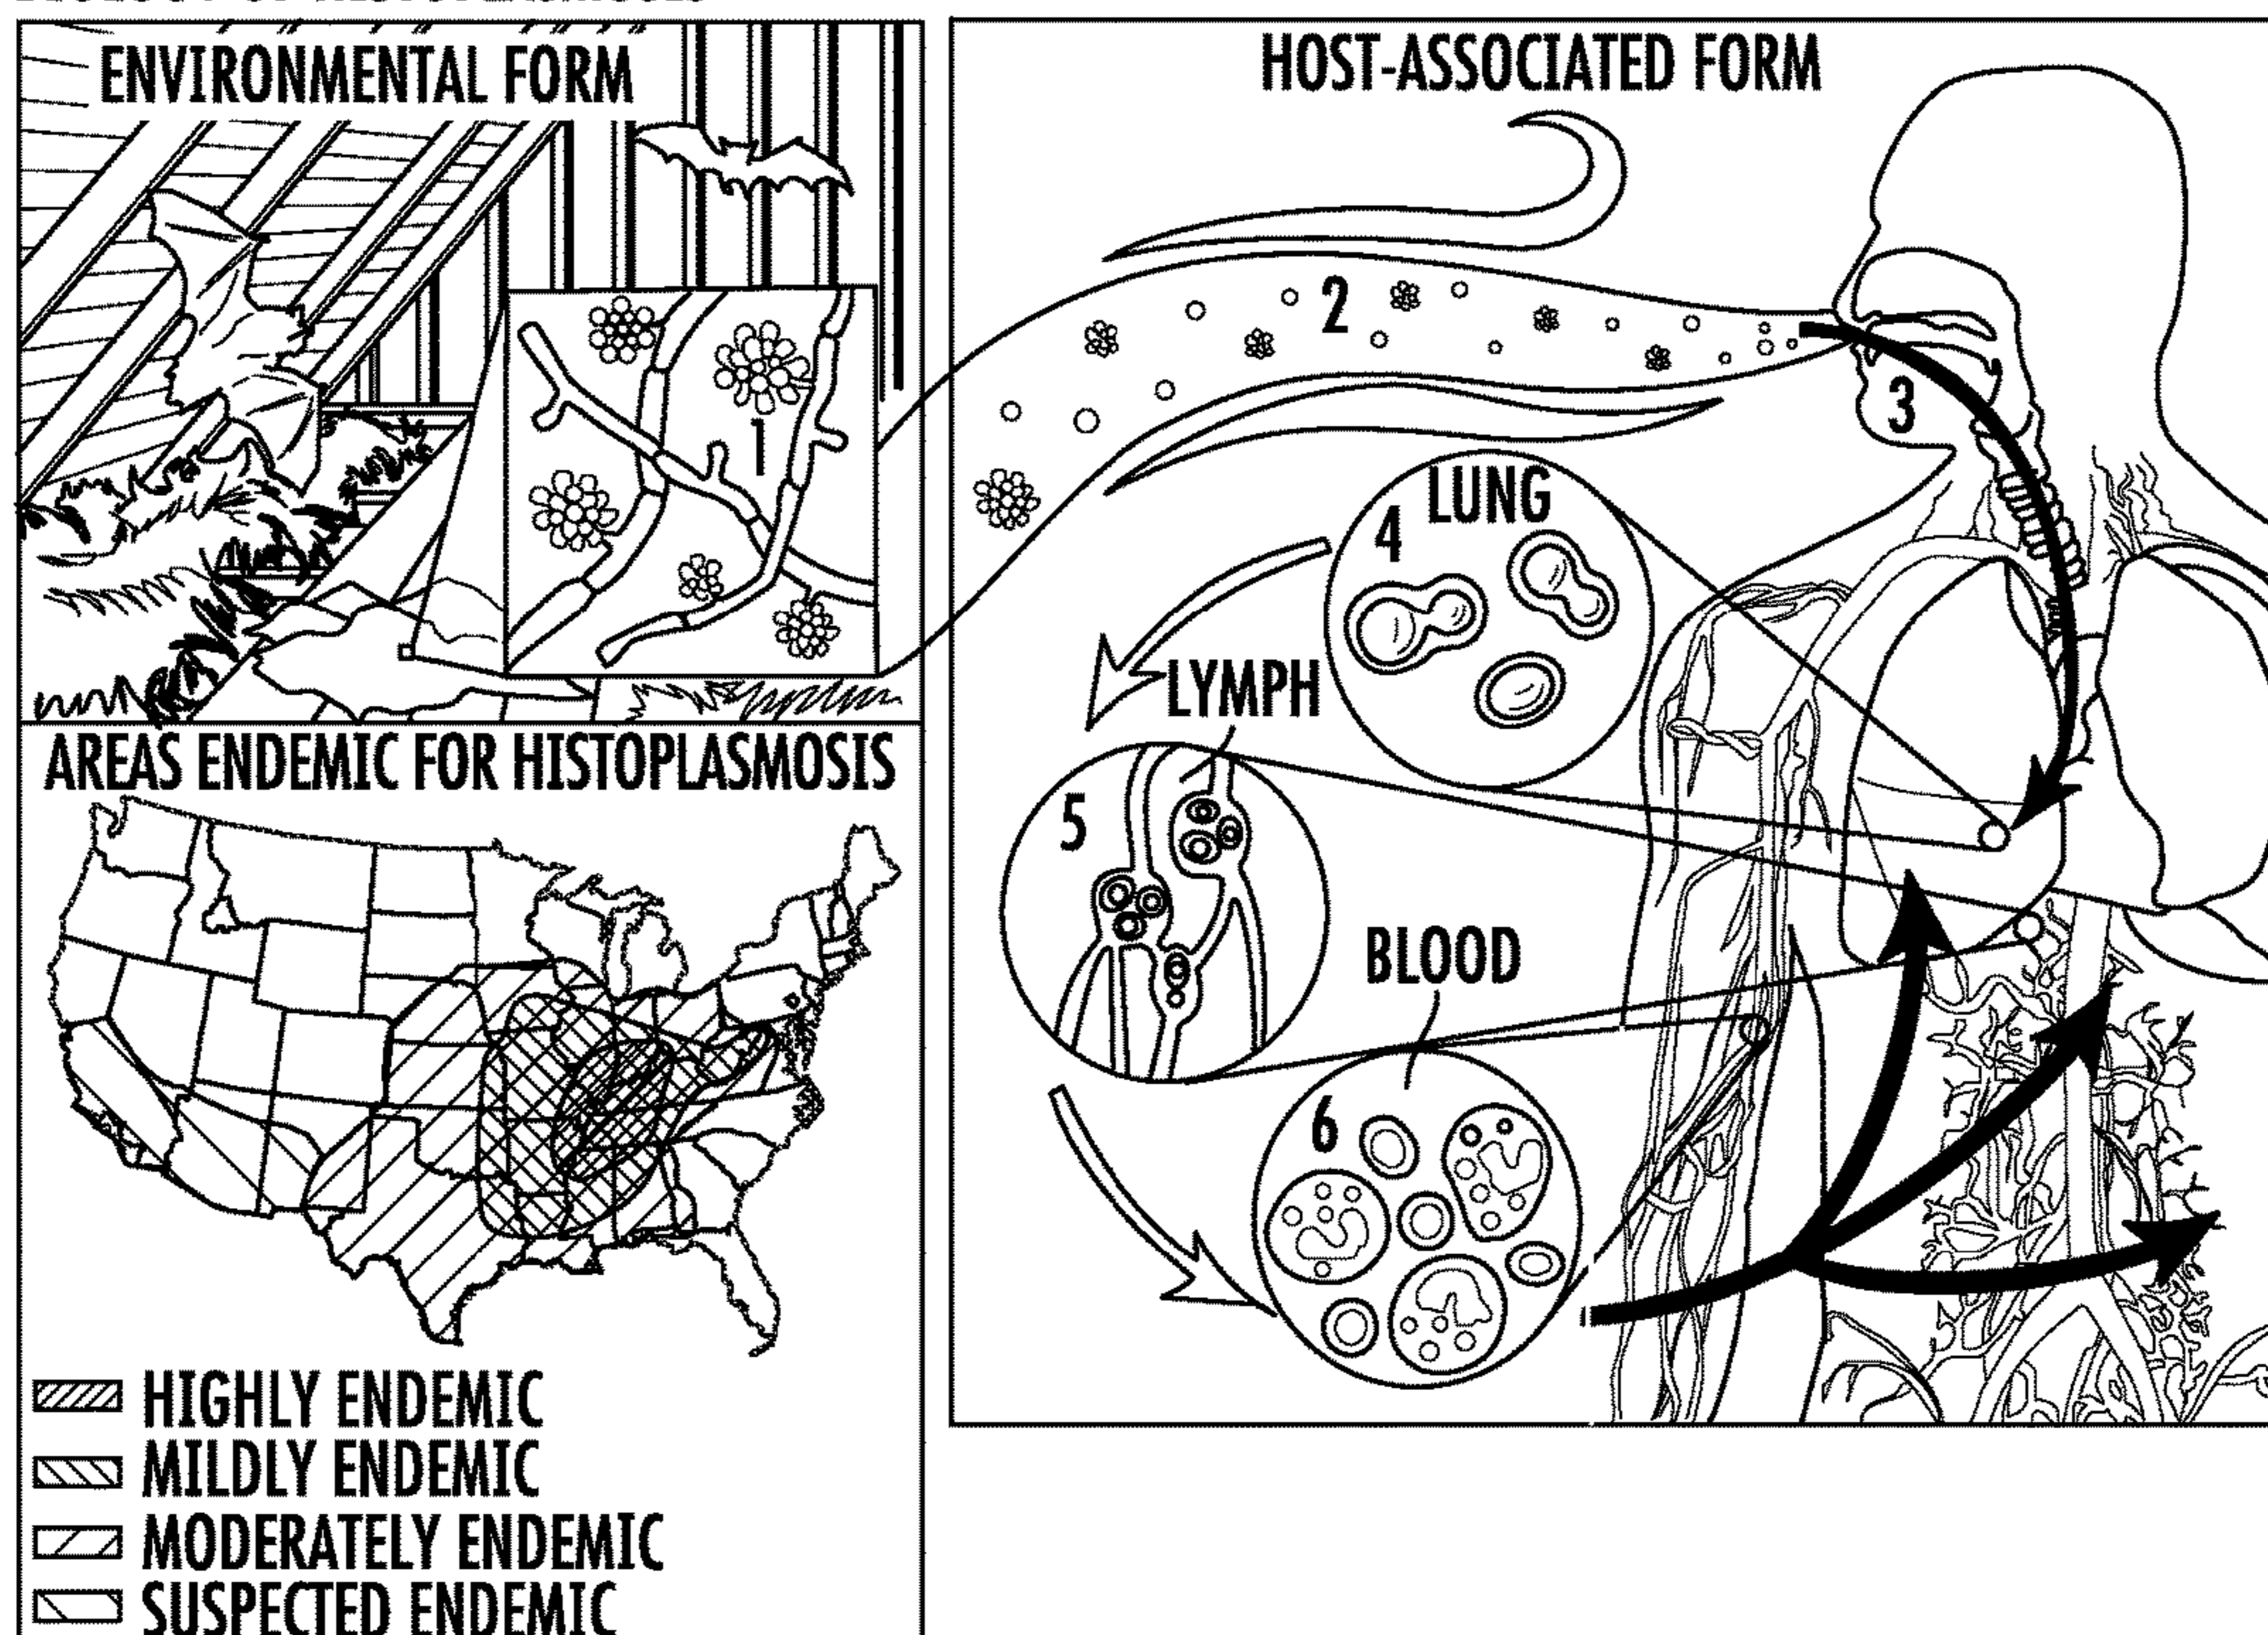 ENVIRONMENTAL FORM
1
AREAS ENDEMIC FOR HISTOPLASMOSIS
HIGHLY ENDEMIC
MILDLY ENDEMIC
MODERATELY ENDEMIC
SUSPECTED ENDEMIC
HOST-ASSOCIATED FORM
2
3
4
LUNG
LYMPH
5
BLOOD
6